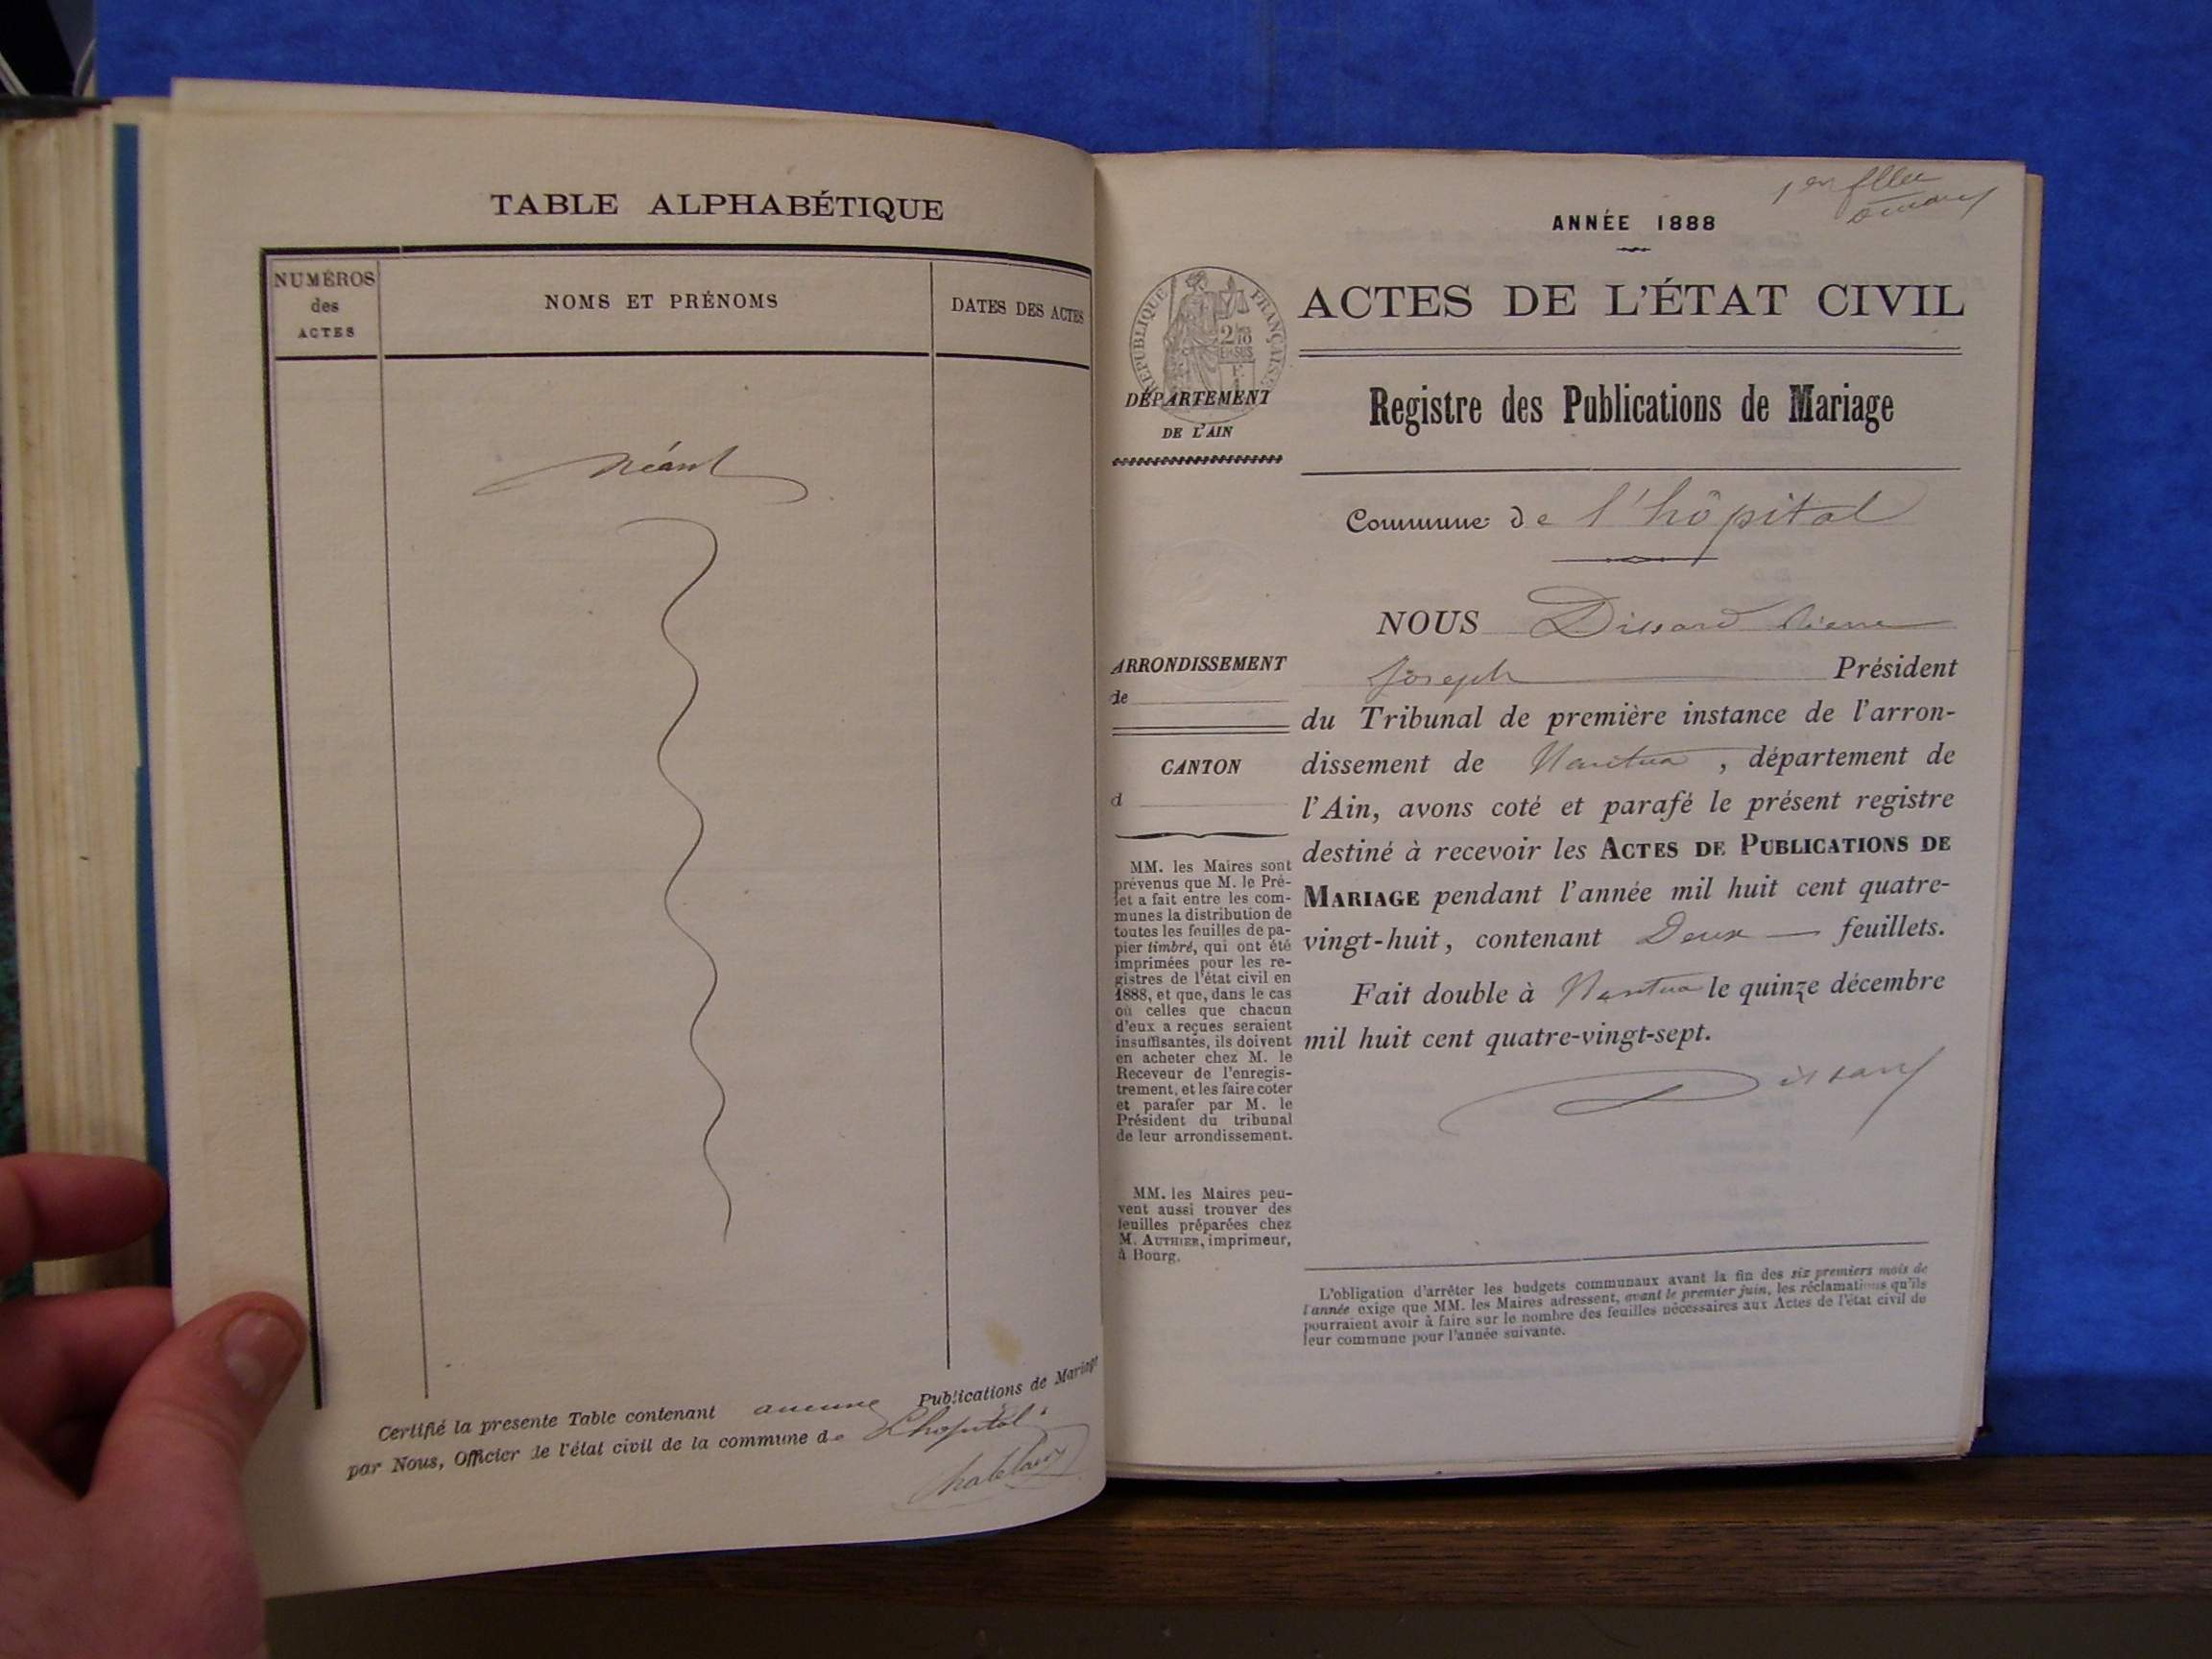 TABLE ALPHABÉTIQUE
NUMÉROS
des
ACTES
NOMS ET PRÉNOMS
DATES DES ACTES
Néant
Certifié la presente Table contenant aucune Publications de Mariage
par Nous, Officier de l'état civil de la commune de Lhopital
Chatelain
1er
ANNÉE 1888
RÉPUBLIQUE FRANÇAISE
DÉPARTEMENT
DE L'AIN
ACTES DE L'ÉTAT CIVIL
Registre des Publications de Mariage
Commune de l'hôpital
ARRONDISSEMENT
de
CANTON
d
MM. les Maires sont
prévenus que M. le Pré-
fet a fait entre les com-
munes la distribution de
toutes les feuilles de pa-
pier timbré, qui ont été
imprimées pour les re-
gistres de l'état civil en
1888, et que, dans le cas
où celles que chacun
d'eux a reçues seraient
insuffisantes, ils doivent
en acheter chez M. le
Receveur de l'enregis-
trement, et les faire coter
et parafer par M. le
Président du tribunal
de leur arrondissement.
MM. les Maires peu-
vent aussi trouver des
feuilles préparées chez
M. AUTHIER, imprimeur,
à Bourg.
NOUS Dissard Pierre
Joseph Président
du Tribunal de première instance de l'arron-
dissement de Nantua, département de
l'Ain, avons coté et parafé le présent registre
destiné à recevoir les ACTES DE PUBLICATIONS DE
MARIAGE pendant l'année mil huit cent quatre-
vingt-huit, contenant Deux feuillets.
Fait double à Nantua le quinze décembre
mil huit cent quatre-vingt-sept.
Dissard
L'obligation d'arrêter les budgets communaux avant la fin des six premiers mois de
l'année exige que MM. les Maires adressent, avant le premier juin, les réclamations qu'ils
pourraient avoir à faire sur le nombre des feuilles nécessaires aux Actes de l'état civil de
leur commune pour l'année suivante.